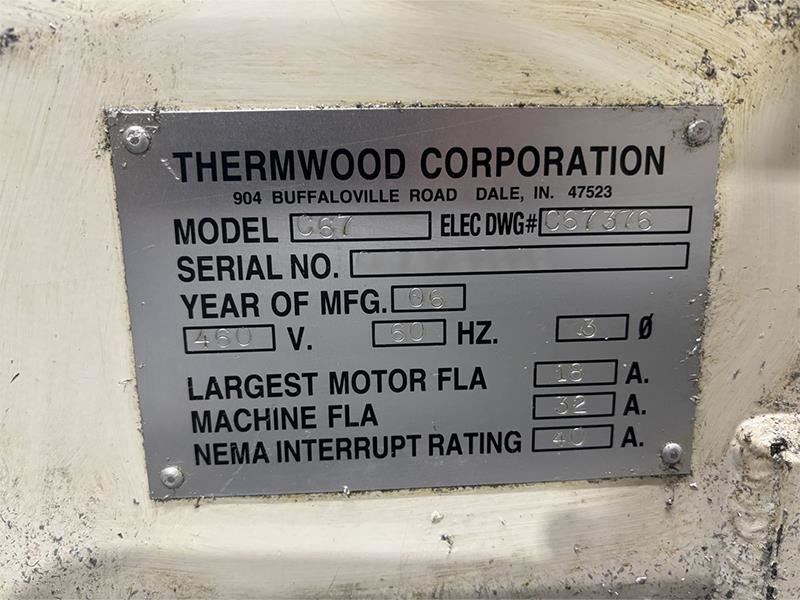 THERMWOOD CORPORATION
904 BUFFALOVILLE ROAD DALE, IN. 47523
MODEL C67 ELEC DWG# C67376
SERIAL NO.
YEAR OF MFG. 06
460 V. 60 HZ. 3 Ø
LARGEST MOTOR FLA 18 A.
MACHINE FLA 32 A.
NEMA INTERRUPT RATING 40 A.